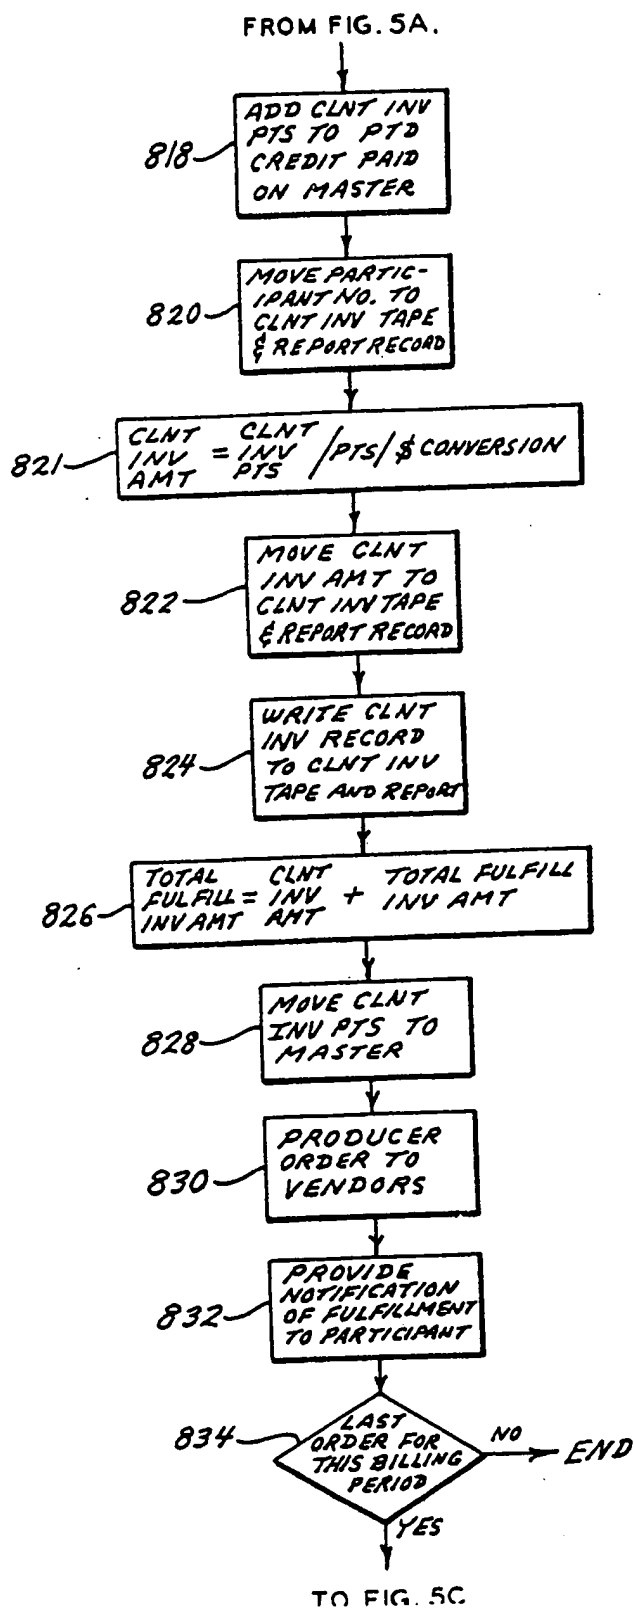 FROM FIG. 5A.
818
ADD CLNT INV
PTS TO PTD
CREDIT PAID
ON MASTER
820
MOVE PARTIC-
IPANT NO. TO
CLNT INV TAPE
& REPORT RECORD
821
CLNT INV AMT = CLNT INV PTS / PTS / $ CONVERSION
822
MOVE CLNT
INV AMT TO
CLNT INV TAPE
& REPORT RECORD
824
WRITE CLNT
INV RECORD
TO CLNT INV
TAPE AND REPORT
826
TOTAL FULFILL INV AMT = CLNT INV AMT + TOTAL FULFILL INV AMT
828
MOVE CLNT
INV PTS TO
MASTER
830
PRODUCER
ORDER TO
VENDORS
832
PROVIDE
NOTIFICATION
OF FULFILLMENT
TO PARTICIPANT
834
LAST
ORDER FOR
THIS BILLING
PERIOD
NO
END
YES
TO FIG. 5C